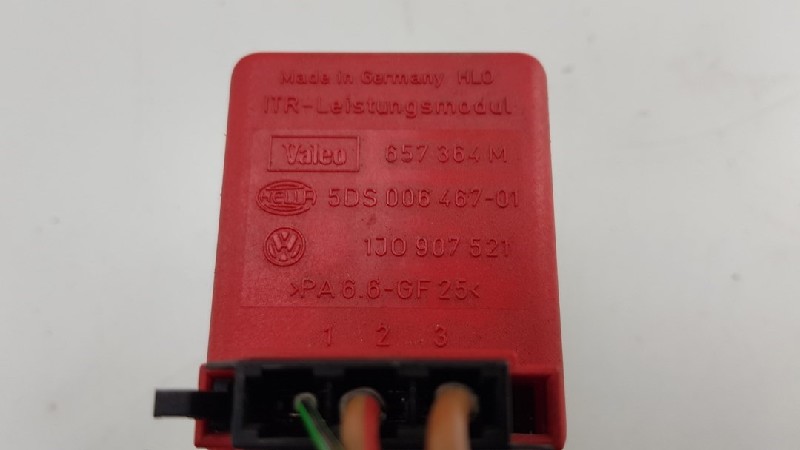 Made in Germany HLO
ITR-Leistungsmodul
Valeo 657 364 M
HELLA 5DS 006 467-01
VW 1J0 907 521
>PA 6.6-GF 25<
1 2 3